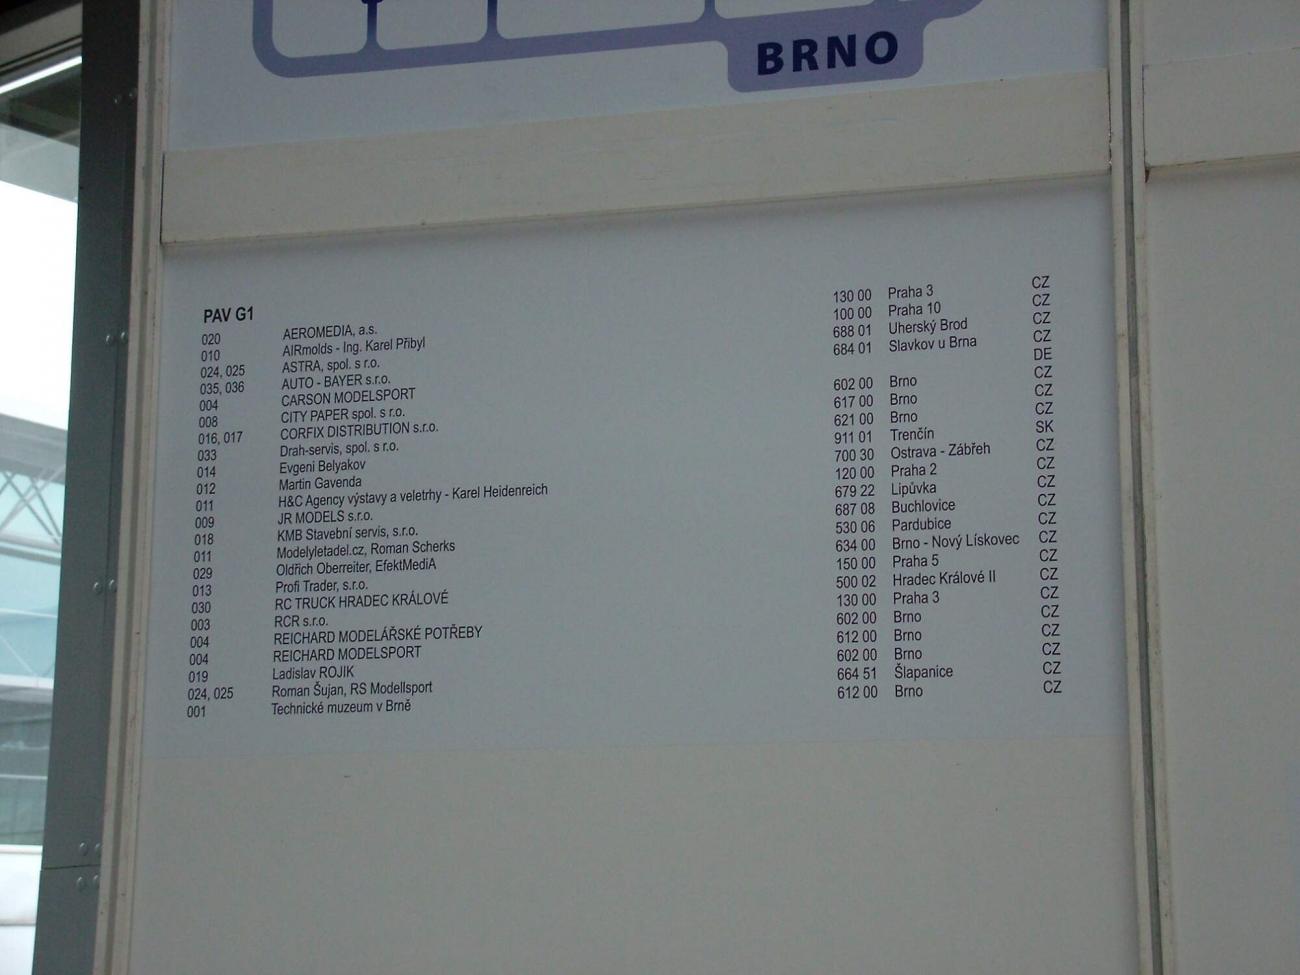 BRNO
PAV G1
020 AEROMEDIA, a.s. 130 00 Praha 3 CZ
010 AIRmolds - Ing. Karel Přibyl 100 00 Praha 10 CZ
024, 025 ASTRA, spol. s r.o. 688 01 Uherský Brod CZ
035, 036 AUTO - BAYER s.r.o. 684 01 Slavkov u Brna CZ
004 CARSON MODELSPORT DE
008 CITY PAPER spol. s r.o. 602 00 Brno CZ
016, 017 CORFIX DISTRIBUTION s.r.o. 617 00 Brno CZ
033 Drah-servis, spol. s r.o. 621 00 Brno CZ
014 Evgeni Belyakov 911 01 Trenčín SK
012 Martin Gavenda 700 30 Ostrava - Zábřeh CZ
011 H&C Agency výstavy a veletrhy - Karel Heidenreich 120 00 Praha 2 CZ
009 JR MODELS s.r.o. 679 22 Lipůvka CZ
018 KMB Stavební servis, s.r.o. 687 08 Buchlovice CZ
011 Modelyletadel.cz, Roman Scherks 530 06 Pardubice CZ
029 Oldřich Oberreiter, EfektMediA 634 00 Brno - Nový Lískovec CZ
013 Profi Trader, s.r.o. 150 00 Praha 5 CZ
030 RC TRUCK HRADEC KRÁLOVÉ 500 02 Hradec Králové II CZ
003 RCR s.r.o. 130 00 Praha 3 CZ
004 REICHARD MODELÁŘSKÉ POTŘEBY 602 00 Brno CZ
004 REICHARD MODELSPORT 612 00 Brno CZ
019 Ladislav ROJIK 602 00 Brno CZ
024, 025 Roman Šujan, RS Modellsport 664 51 Šlapanice CZ
001 Technické muzeum v Brně 612 00 Brno CZ